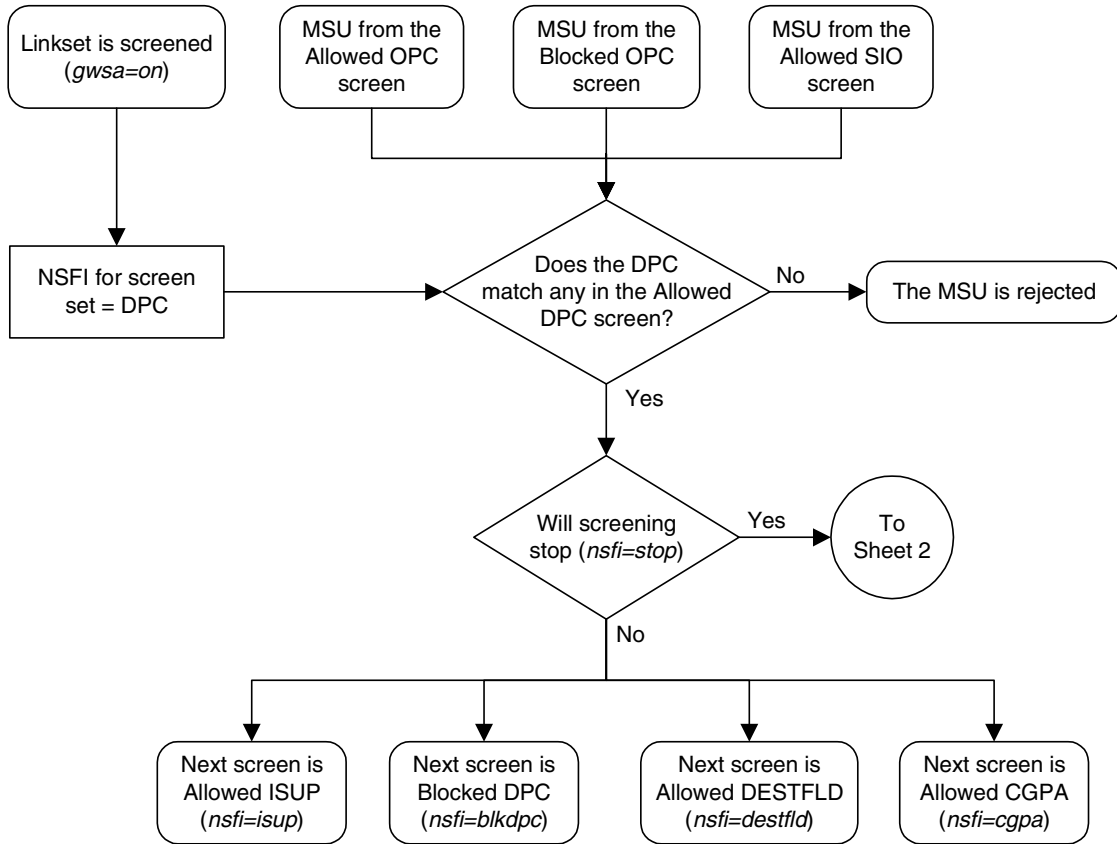 Linkset is screened
(gwsa=on)
MSU from the
Allowed OPC
screen
MSU from the
Blocked OPC
screen
MSU from the
Allowed SIO
screen
NSFI for screen
set = DPC
Does the DPC
match any in the Allowed
DPC screen?
No
The MSU is rejected
Yes
Will screening
stop (nsfi=stop)
Yes
To
Sheet 2
No
Next screen is
Allowed ISUP
(nsfi=isup)
Next screen is
Blocked DPC
(nsfi=blkdpc)
Next screen is
Allowed DESTFLD
(nsfi=destfld)
Next screen is
Allowed CGPA
(nsfi=cgpa)